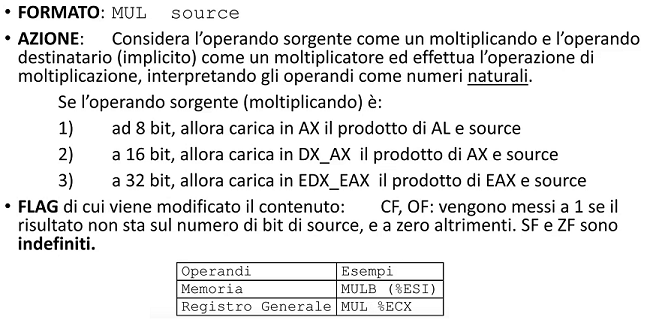 • FORMATO: MUL source
• AZIONE: Considera l'operando sorgente come un moltiplicando e l'operando
destinatario (implicito) come un moltiplicatore ed effettua l'operazione di
moltiplicazione, interpretando gli operandi come numeri naturali.
Se l'operando sorgente (moltiplicando) è:
1) ad 8 bit, allora carica in AX il prodotto di AL e source
2) a 16 bit, allora carica in DX_AX il prodotto di AX e source
3) a 32 bit, allora carica in EDX_EAX il prodotto di EAX e source
• FLAG di cui viene modificato il contenuto: CF, OF: vengono messi a 1 se il
risultato non sta sul numero di bit di source, e a zero altrimenti. SF e ZF sono
indefiniti.
Operandi Esempi
Memoria MULB (%ESI)
Registro Generale MUL %ECX